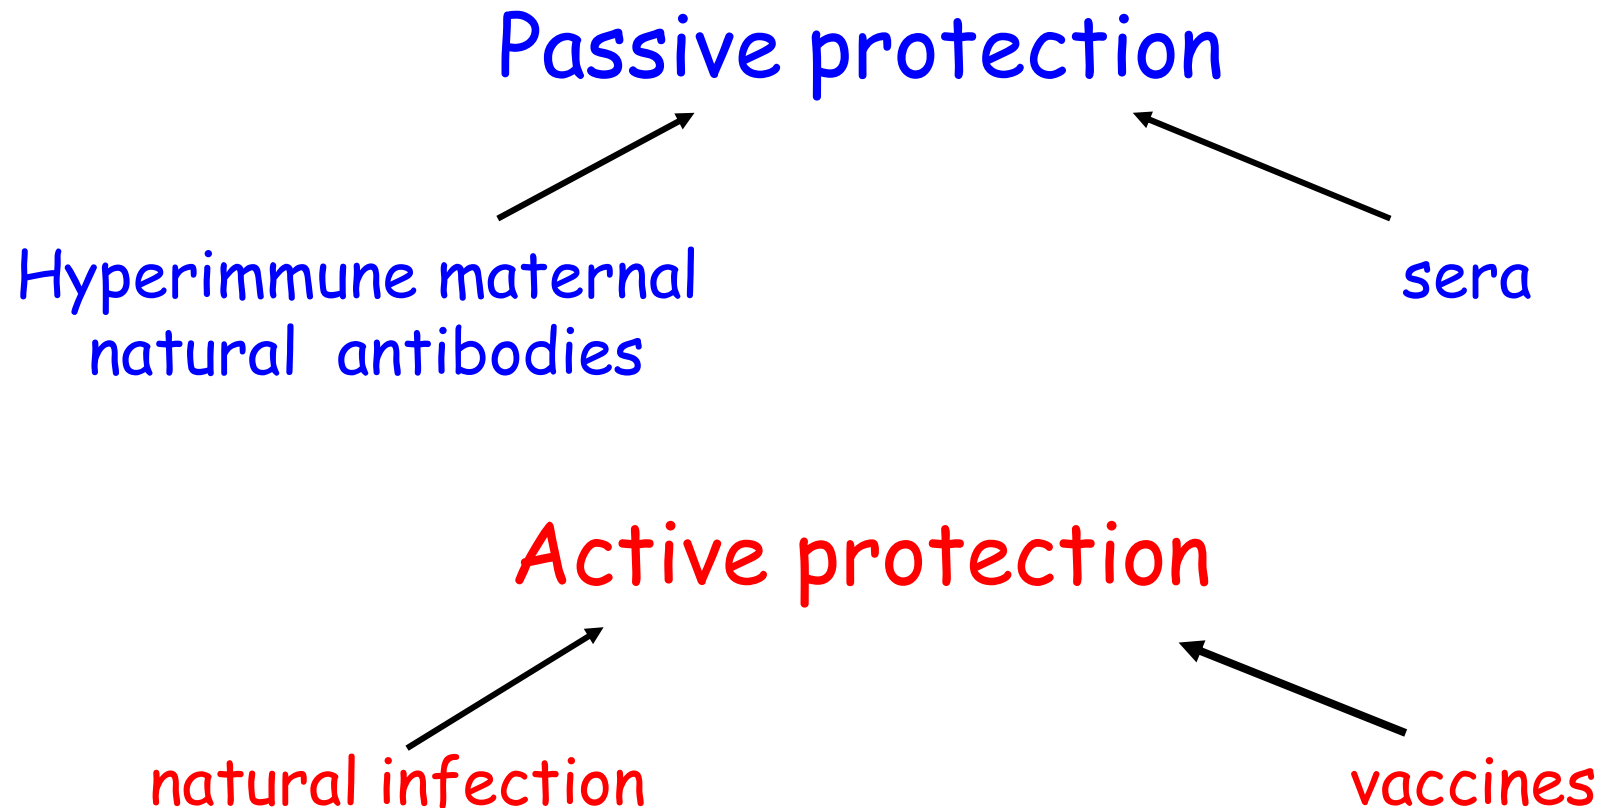 Passive protection
Hyperimmune maternal
natural antibodies
sera
Active protection
natural infection
vaccines